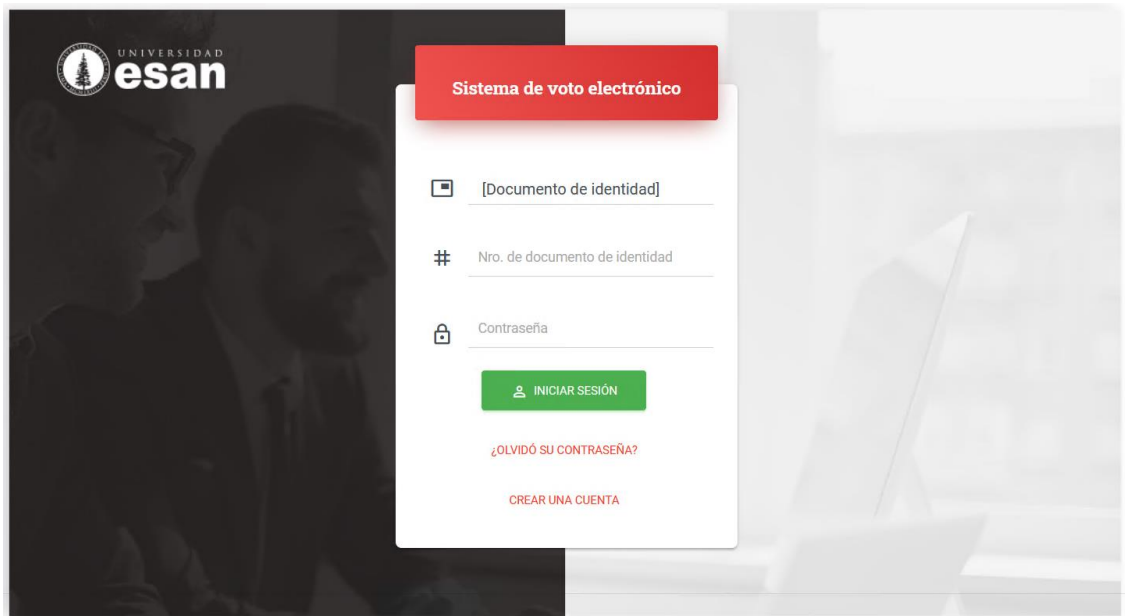 UNIVERSIDAD
esan
Sistema de voto electrónico
[Documento de identidad]
Nro. de documento de identidad
Contraseña
INICIAR SESIÓN
¿OLVIDÓ SU CONTRASEÑA?
CREAR UNA CUENTA